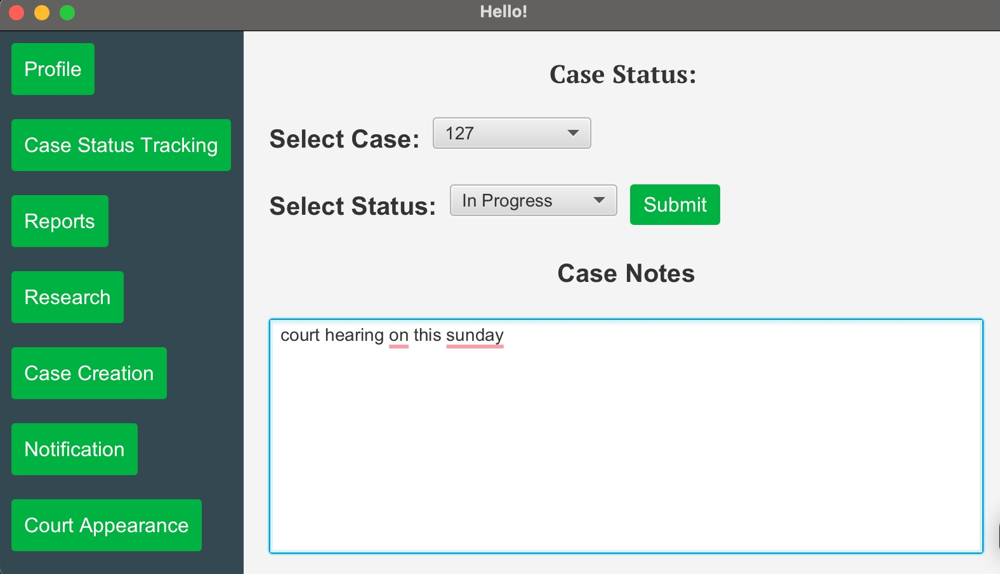 Hello!
Profile
Case Status Tracking
Reports
Research
Case Creation
Notification
Court Appearance
Case Status:
Select Case: 127
Select Status: In Progress Submit
Case Notes
court hearing on this sunday